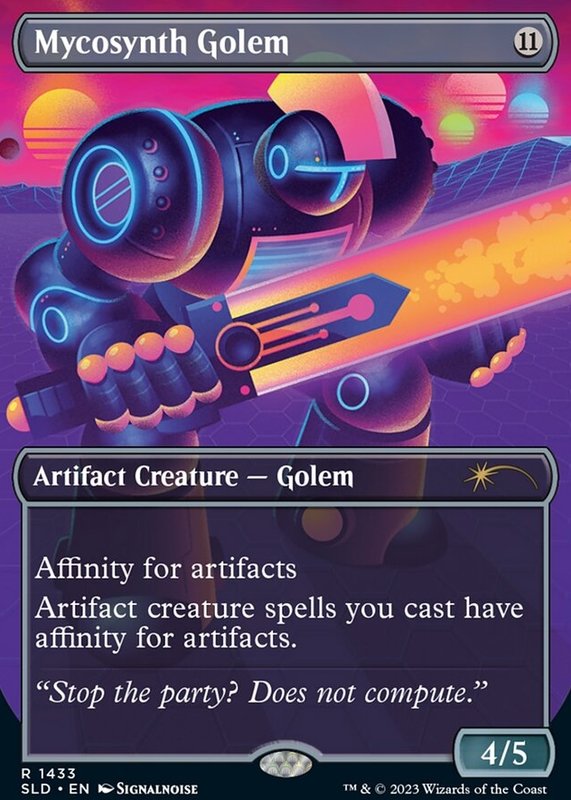 Mycosynth Golem
11
Artifact Creature — Golem
Affinity for artifacts
Artifact creature spells you cast have
affinity for artifacts.
“Stop the party? Does not compute.”
4/5
R 1433
SLD • EN SIGNALNOISE
™ & © 2023 Wizards of the Coast